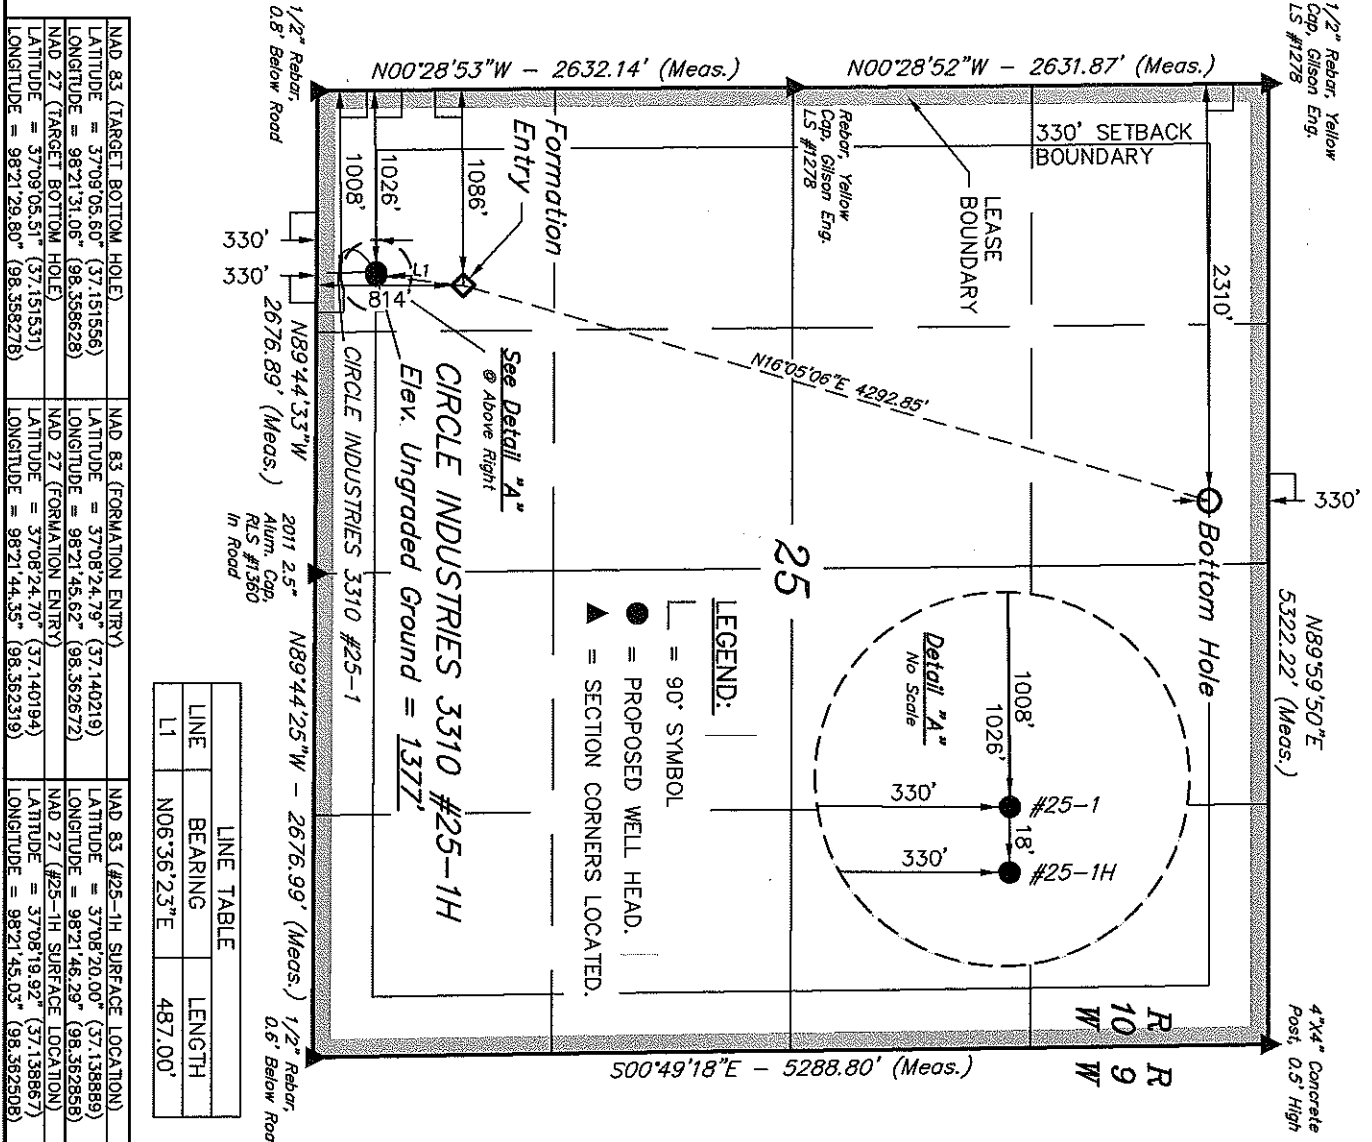 1/2" Rebar, Yellow
Cap, Gilson Eng.
LS #1278
N89°59'50"E
5322.22' (Meas.)
4"X4" Concrete
Post, 0.5' High
330'
N00°28'52"W - 2631.87' (Meas.)
N00°28'53"W - 2632.14' (Meas.)
2310'
Bottom Hole
330' SETBACK
BOUNDARY
LEASE
BOUNDARY
Rebar, Yellow
Cap, Gilson Eng.
LS #1278
R R
10 9
W W
Detail "A"
No Scale
1008'
1026'
#25-1
18'
#25-1H
330'
330'
N16°05'06"E 4292.85'
25
LEGEND:
= 90° SYMBOL
= PROPOSED WELL HEAD.
= SECTION CORNERS LOCATED.
S00°49'18"E - 5288.80' (Meas.)
Formation
Entry
1086'
1026'
1008'
L1
814'
See Detail "A"
@ Above Right
CIRCLE INDUSTRIES 3310 #25-1H
Elev. Ungraded Ground = 1377'
CIRCLE INDUSTRIES 3310 #25-1
330'
330'
1/2" Rebar,
0.8' Below Road
N89°44'33"W
2676.89' (Meas.)
2011 2.5"
Alum. Cap,
RLS #1360
In Road
N89°44'25"W - 2676.99' (Meas.)
1/2" Rebar,
0.6' Below Roa
LINE TABLE
LINE BEARING LENGTH
L1 N06°36'23"E 487.00'
NAD 83 (TARGET BOTTOM HOLE)
LATITUDE = 37°09'05.60" (37.151556)
LONGITUDE = 98°21'31.06" (98.358628)
NAD 27 (TARGET BOTTOM HOLE)
LATITUDE = 37°09'05.51" (37.151531)
LONGITUDE = 98°21'29.80" (98.358278)
NAD 83 (FORMATION ENTRY)
LATITUDE = 37°08'24.79" (37.140219)
LONGITUDE = 98°21'45.62" (98.362672)
NAD 27 (FORMATION ENTRY)
LATITUDE = 37°08'24.70" (37.140194)
LONGITUDE = 98°21'44.35" (98.362319)
NAD 83 (#25-1H SURFACE LOCATION)
LATITUDE = 37°08'20.00" (37.138889)
LONGITUDE = 98°21'46.29" (98.362858)
NAD 27 (#25-1H SURFACE LOCATION)
LATITUDE = 37°08'19.92" (37.138867)
LONGITUDE = 98°21'45.03" (98.362508)